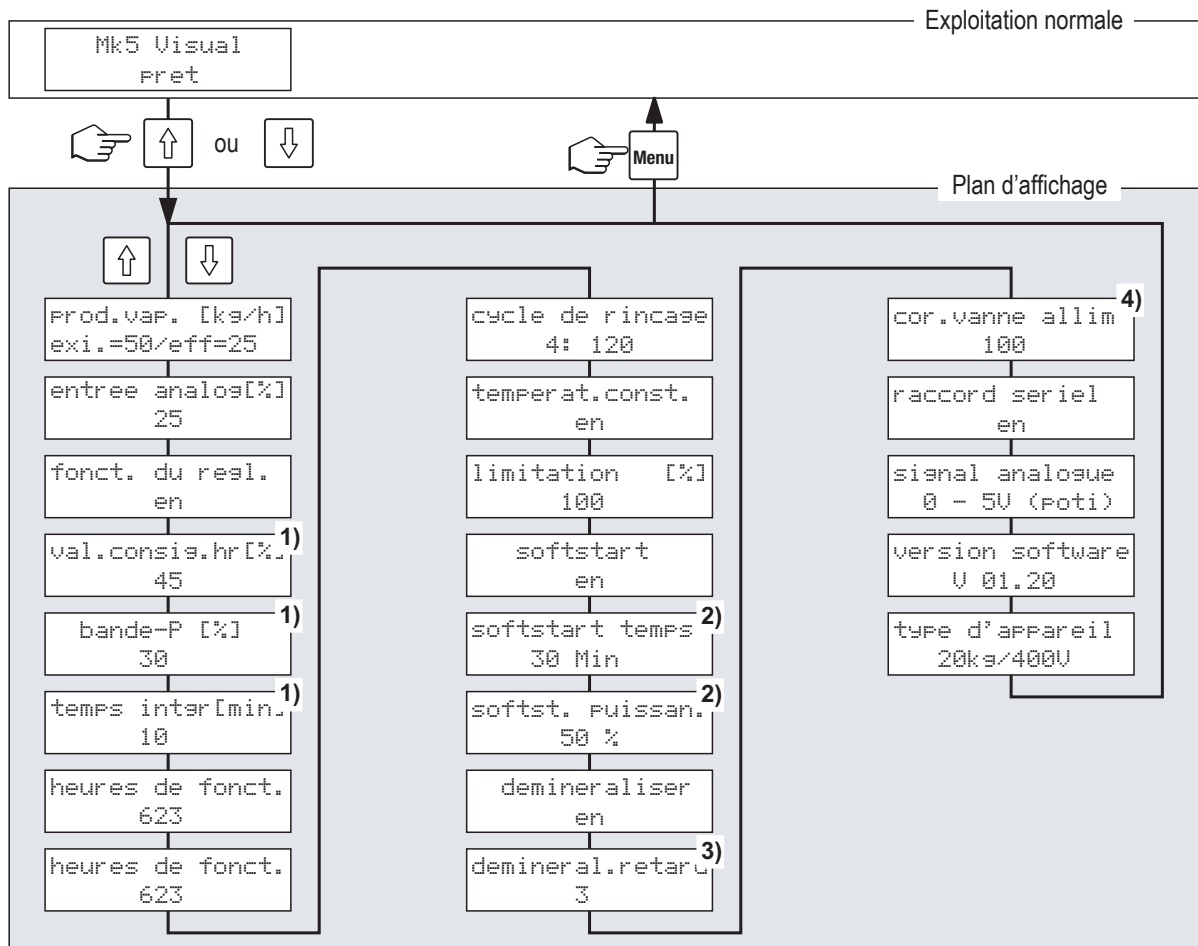 Exploitation normale
Mk5 Visual
pret
ou
Menu
Plan d'affichage
prod.vap. [kg/h]
exi.=50/eff=25
entree analog[%]
25
fonct. du regl.
en
val.consig.hr[%]
45
1)
bande-P [%]
30
1)
temps intgr[min]
10
1)
heures de fonct.
623
heures de fonct.
623
cycle de rincage
4: 120
temperat.const.
en
limitation [%]
100
softstart
en
softstart temps
30 Min
2)
softst. puissan.
50 %
2)
demineraliser
en
demineral.retard
3
3)
cor.vanne allim
100
4)
raccord seriel
en
signal analogue
0 - 5V (poti)
version software
V 01.20
type d'appareil
20kg/400V